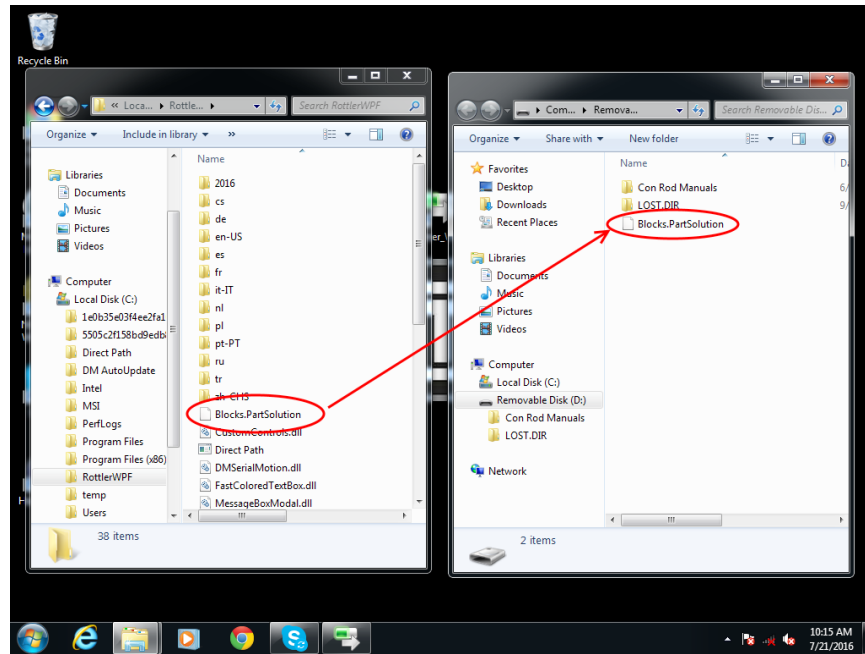 Recycle Bin
« Loca... ▸ Rottle... ▸
Search RottlerWPF
Organize
Include in library
»
Libraries
Documents
Music
Pictures
Videos
Computer
Local Disk (C:)
1e0b35e03f4ee2fa1
5505c2f158bd9edb
Direct Path
DM AutoUpdate
Intel
MSI
PerfLogs
Program Files
Program Files (x86)
RottlerWPF
temp
Users
Name
2016
cs
de
en-US
es
fr
it-IT
nl
pl
pt-PT
ru
tr
zh-CHS
Blocks.PartSolution
CustomControls.dll
Direct Path
DMSerialMotion.dll
FastColoredTextBox.dll
MessageBoxModal.dll
38 items
▸ Com... ▸ Remova...
Search Removable Dis...
Organize
Share with
New folder
Favorites
Desktop
Downloads
Recent Places
Libraries
Documents
Music
Pictures
Videos
Computer
Local Disk (C:)
Removable Disk (D:)
Con Rod Manuals
LOST.DIR
Network
Name
Con Rod Manuals
6/
LOST.DIR
9/
Blocks.PartSolution
2 items
10:15 AM
7/21/2016